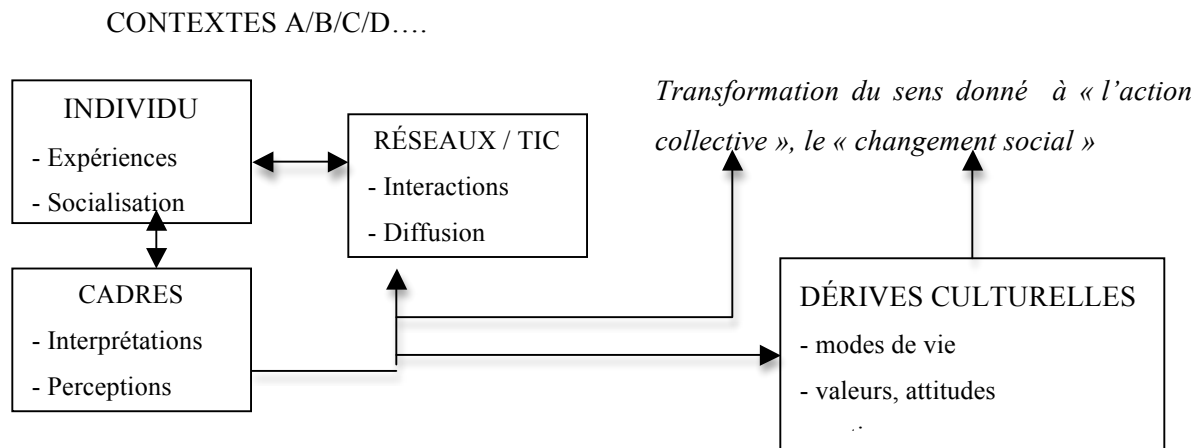 CONTEXTES A/B/C/D….
INDIVIDU
- Expériences
- Socialisation
RÉSEAUX / TIC
- Interactions
- Diffusion
Transformation du sens donné à « l’action
collective », le « changement social »
CADRES
- Interprétations
- Perceptions
DÉRIVES CULTURELLES
- modes de vie
- valeurs, attitudes